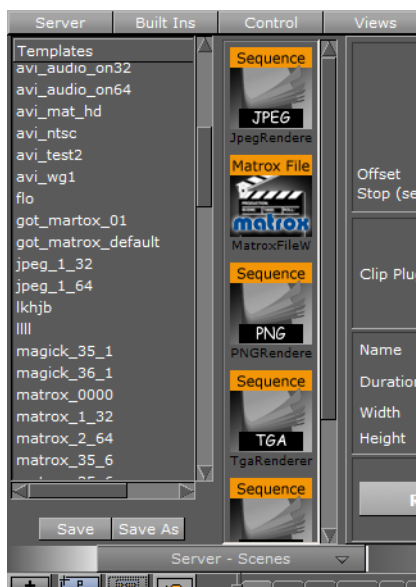 Server
Built Ins
Control
Views
Templates
avi_audio_on32
avi_audio_on64
avi_mat_hd
avi_ntsc
avi_test2
avi_wg1
flo
got_martox_01
got_matrox_default
jpeg_1_32
jpeg_1_64
lkhjb
llll
magick_35_1
magick_36_1
matrox_0000
matrox_1_32
matrox_2_64
matrox_35_6
Save
Save As
Sequence
JPEG
JpegRendere
Matrox File
matrox
MatroxFileW
Sequence
PNG
PNGRendere
Sequence
TGA
TgaRenderer
Sequence
Offset
Stop (se
Clip Plu
Name
Duration
Width
Height
R
Server - Scenes